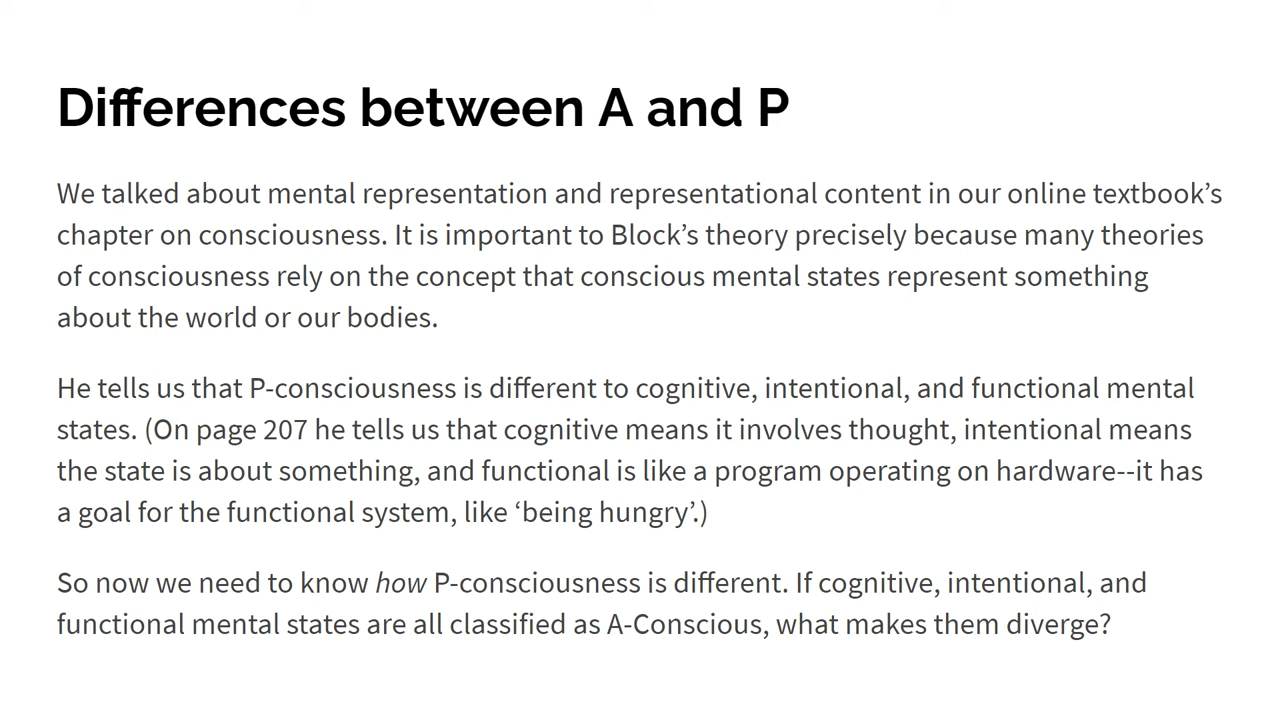 Differences between A and P
We talked about mental representation and representational content in our online textbook’s
chapter on consciousness. It is important to Block’s theory precisely because many theories
of consciousness rely on the concept that conscious mental states represent something
about the world or our bodies.
He tells us that P-consciousness is different to cognitive, intentional, and functional mental
states. (On page 207 he tells us that cognitive means it involves thought, intentional means
the state is about something, and functional is like a program operating on hardware--it has
a goal for the functional system, like ‘being hungry’.)
So now we need to know how P-consciousness is different. If cognitive, intentional, and
functional mental states are all classified as A-Conscious, what makes them diverge?